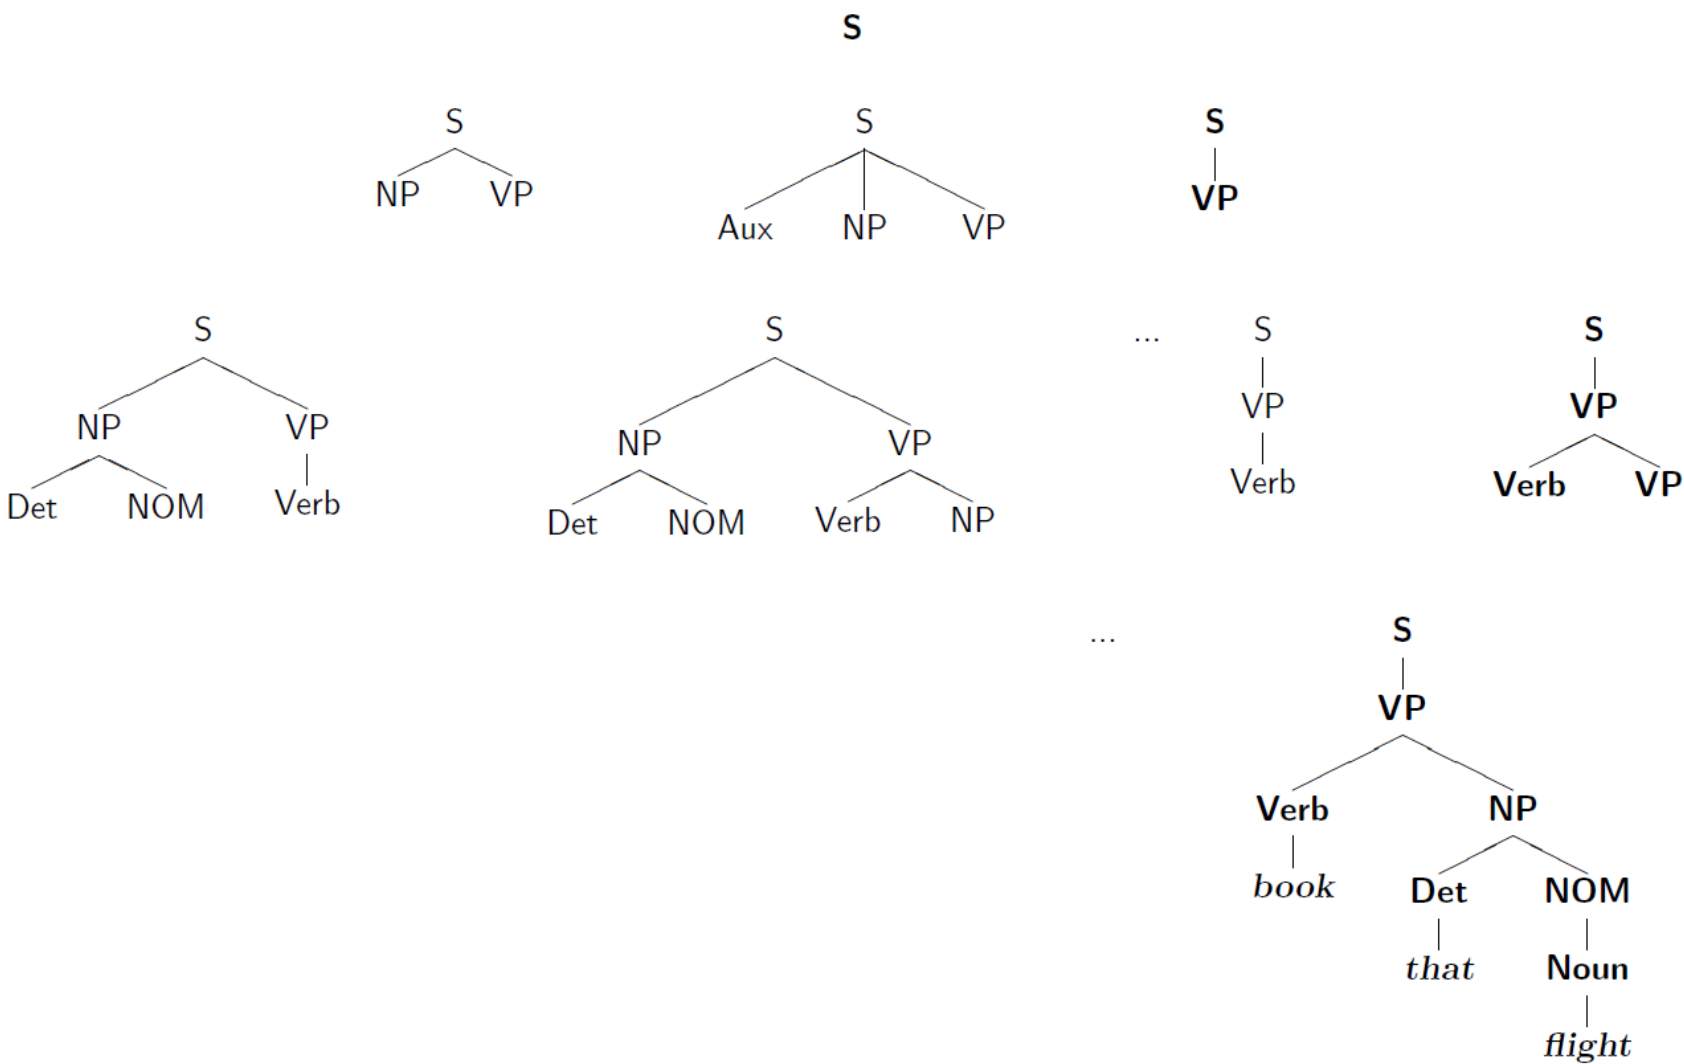 S
S S S
NP VP VP
Aux NP VP
S S ... S S
VP VP
NP VP
NP VP
Verb Verb VP
Det NOM Verb
Det NOM Verb NP
... S
VP
Verb NP
book Det NOM
that Noun
flight